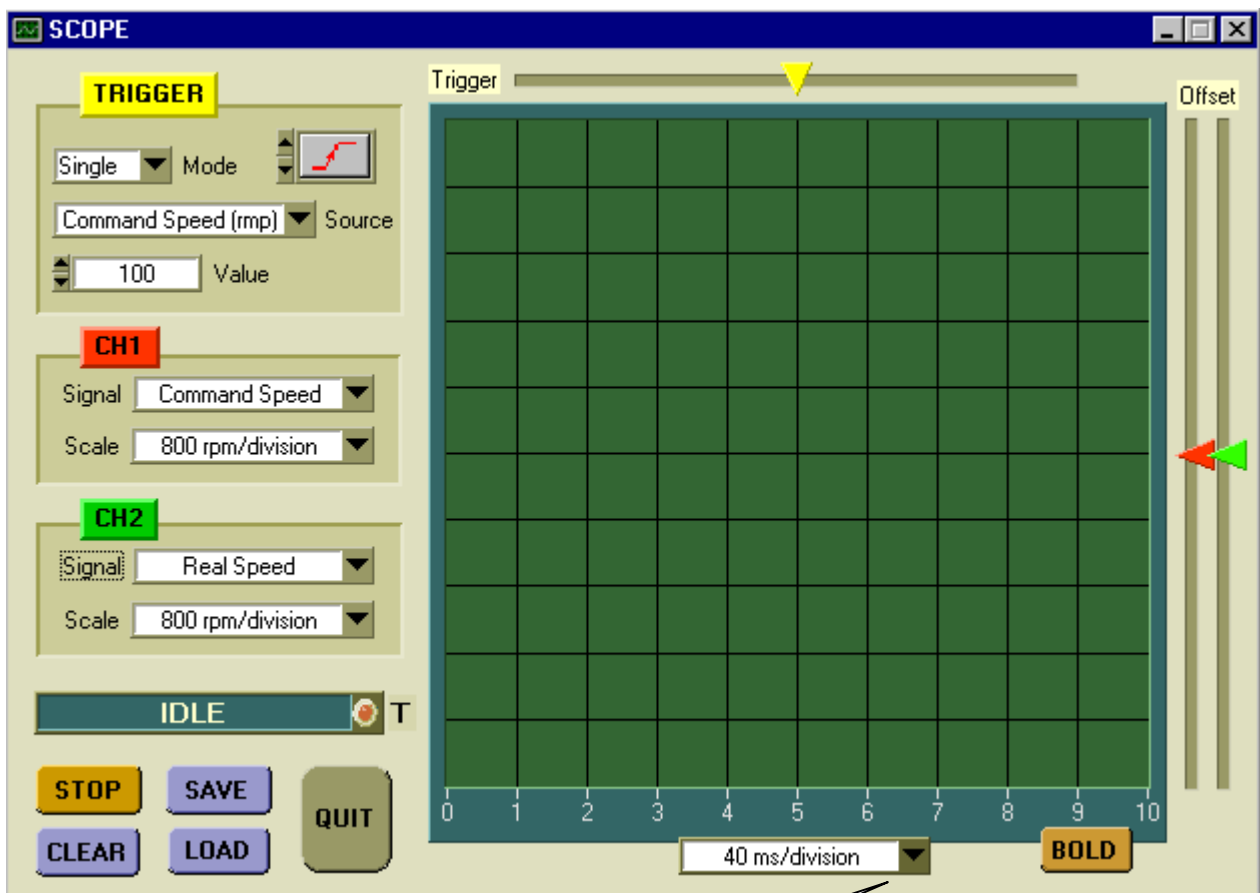 SCOPE
TRIGGER
Single Mode
Command Speed (rmp) Source
100 Value
CH1
Signal Command Speed
Scale 800 rpm/division
CH2
Signal Real Speed
Scale 800 rpm/division
IDLE T
STOP SAVE QUIT
CLEAR LOAD
Trigger
Offset
0 1 2 3 4 5 6 7 8 9 10
40 ms/division
BOLD